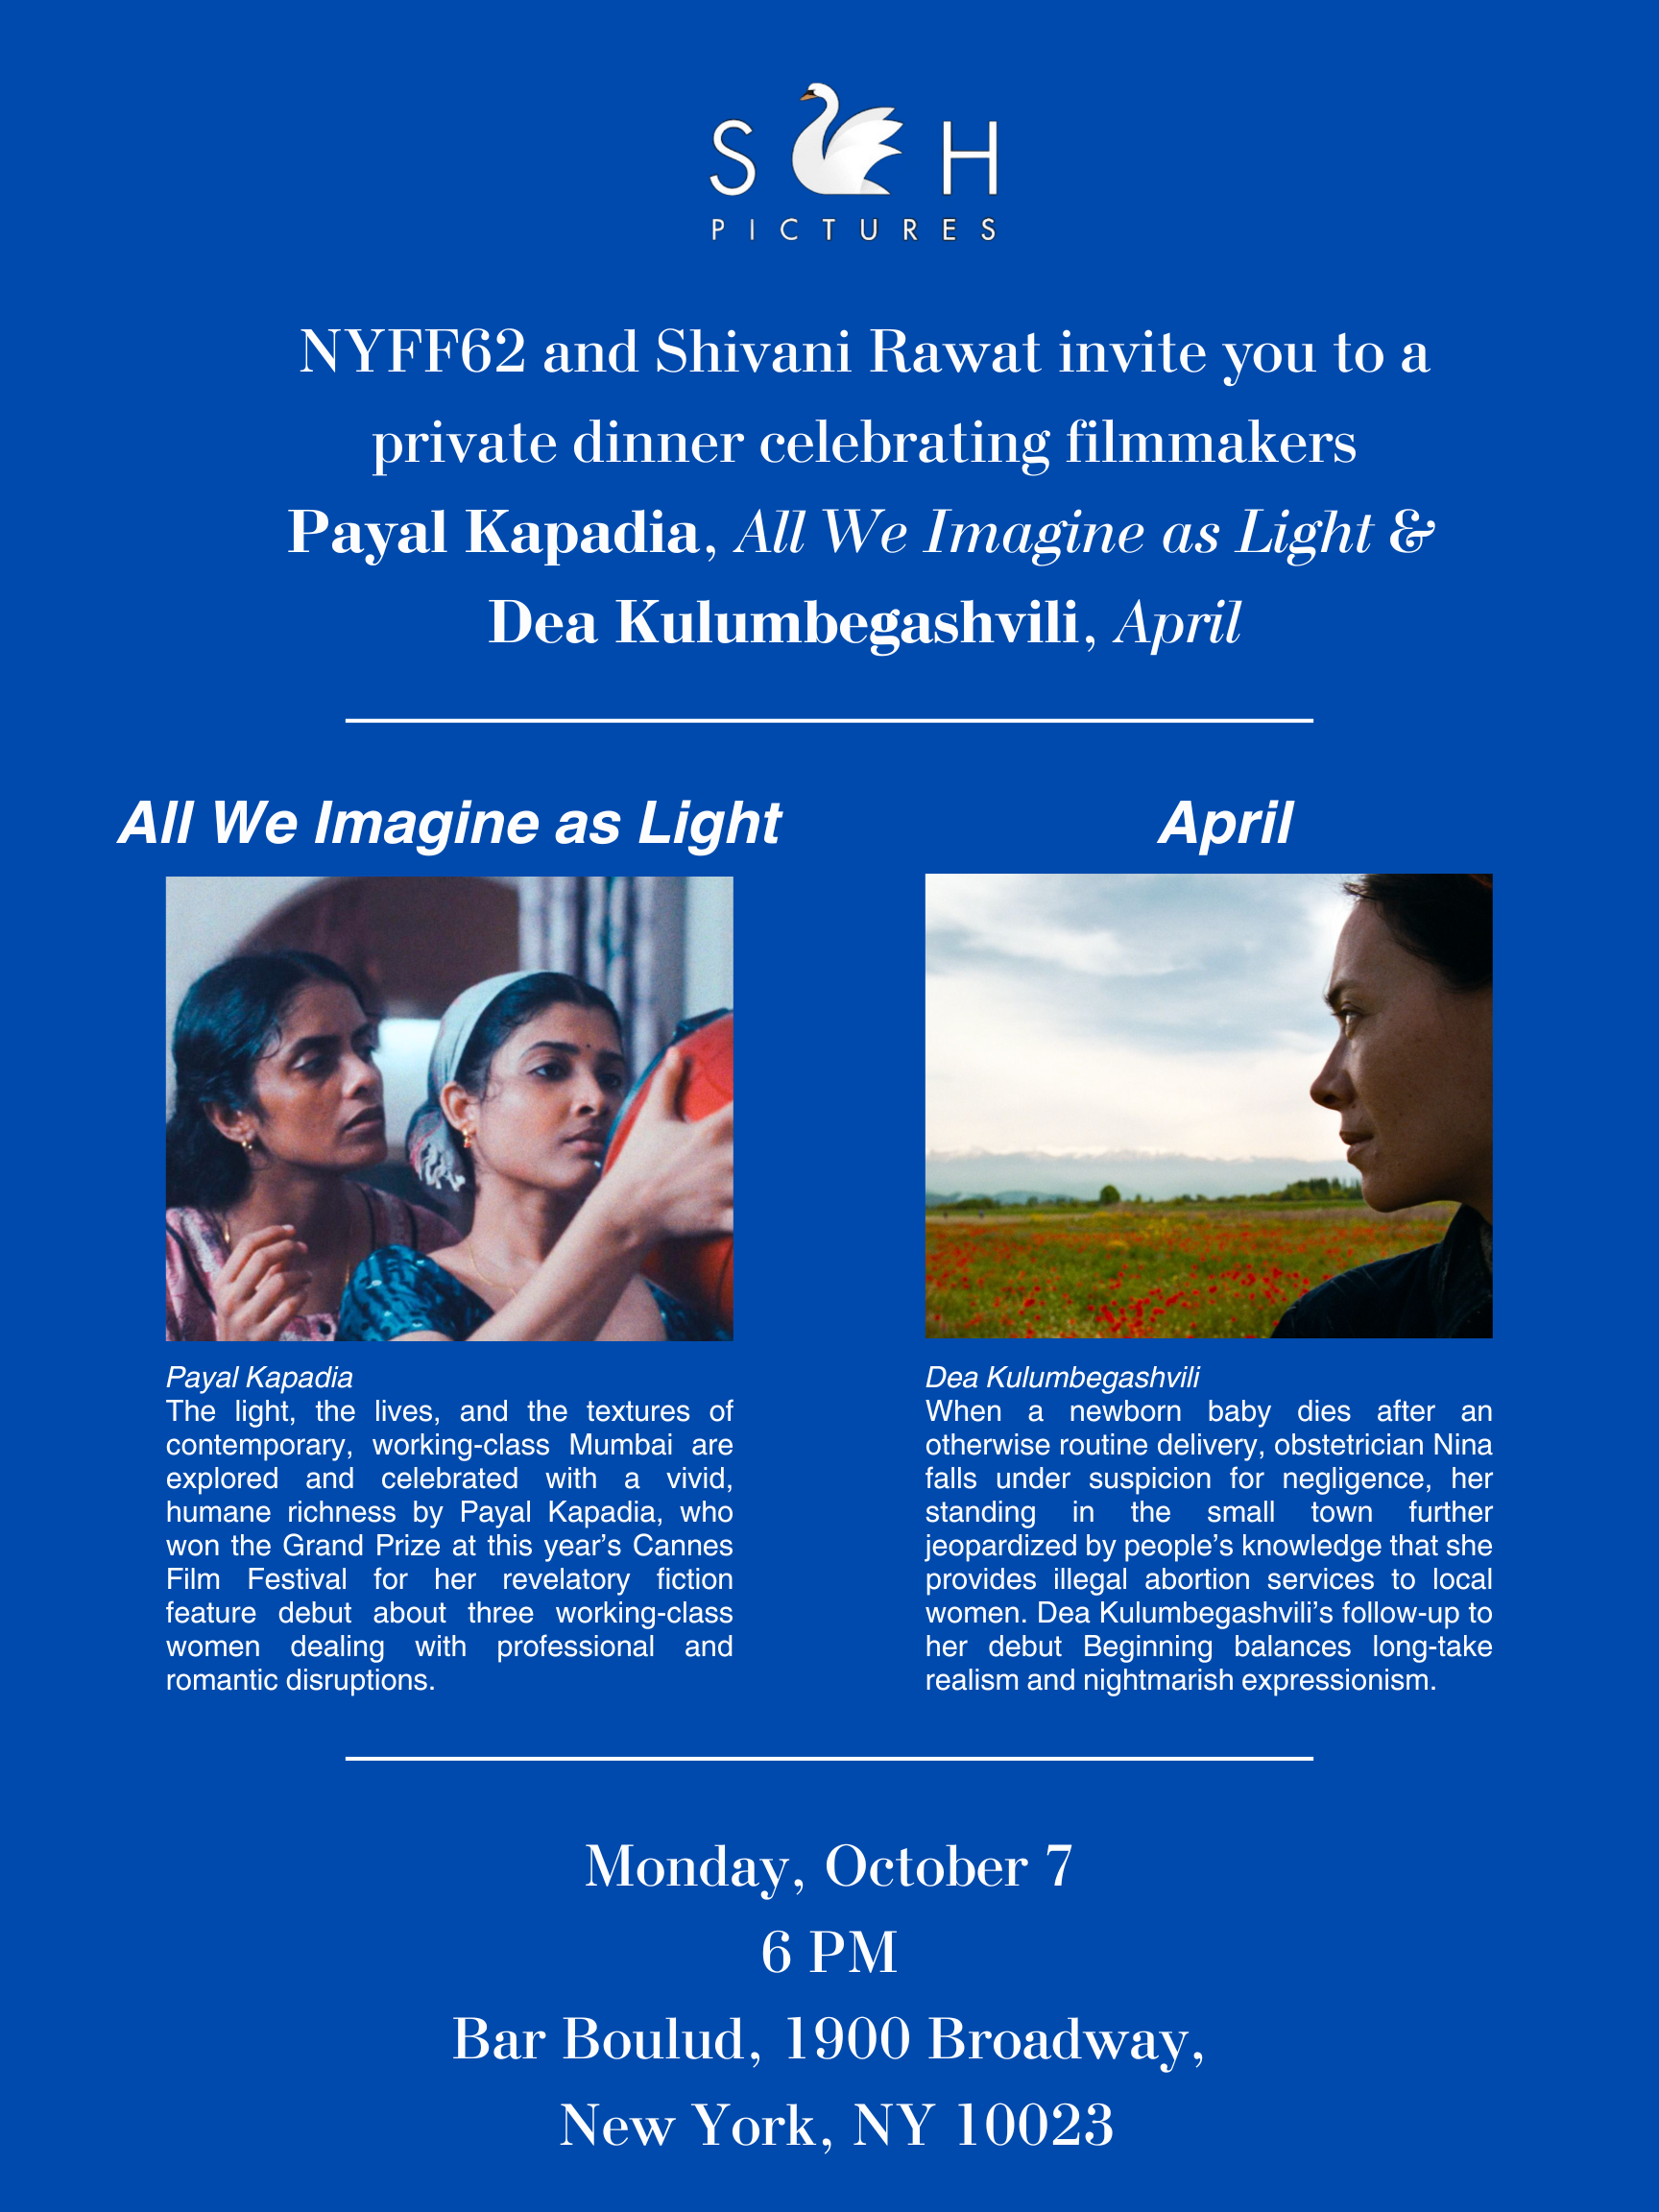 S H
PICTURES
NYFF62 and Shivani Rawat invite you to a
private dinner celebrating filmmakers
Payal Kapadia, All We Imagine as Light &
Dea Kulumbegashvili, April
All We Imagine as Light
Payal Kapadia
The light, the lives, and the textures of
contemporary, working-class Mumbai are
explored and celebrated with a vivid,
humane richness by Payal Kapadia, who
won the Grand Prize at this year’s Cannes
Film Festival for her revelatory fiction
feature debut about three working-class
women dealing with professional and
romantic disruptions.
April
Dea Kulumbegashvili
When a newborn baby dies after an
otherwise routine delivery, obstetrician Nina
falls under suspicion for negligence, her
standing in the small town further
jeopardized by people’s knowledge that she
provides illegal abortion services to local
women. Dea Kulumbegashvili’s follow-up to
her debut Beginning balances long-take
realism and nightmarish expressionism.
Monday, October 7
6 PM
Bar Boulud, 1900 Broadway,
New York, NY 10023